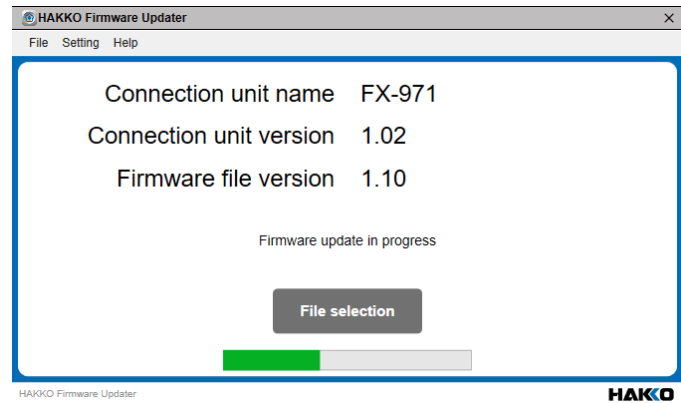 HAKKO Firmware Updater
File Setting Help
Connection unit name FX-971
Connection unit version 1.02
Firmware file version 1.10
Firmware update in progress
File selection
HAKKO Firmware Updater
HAKKO